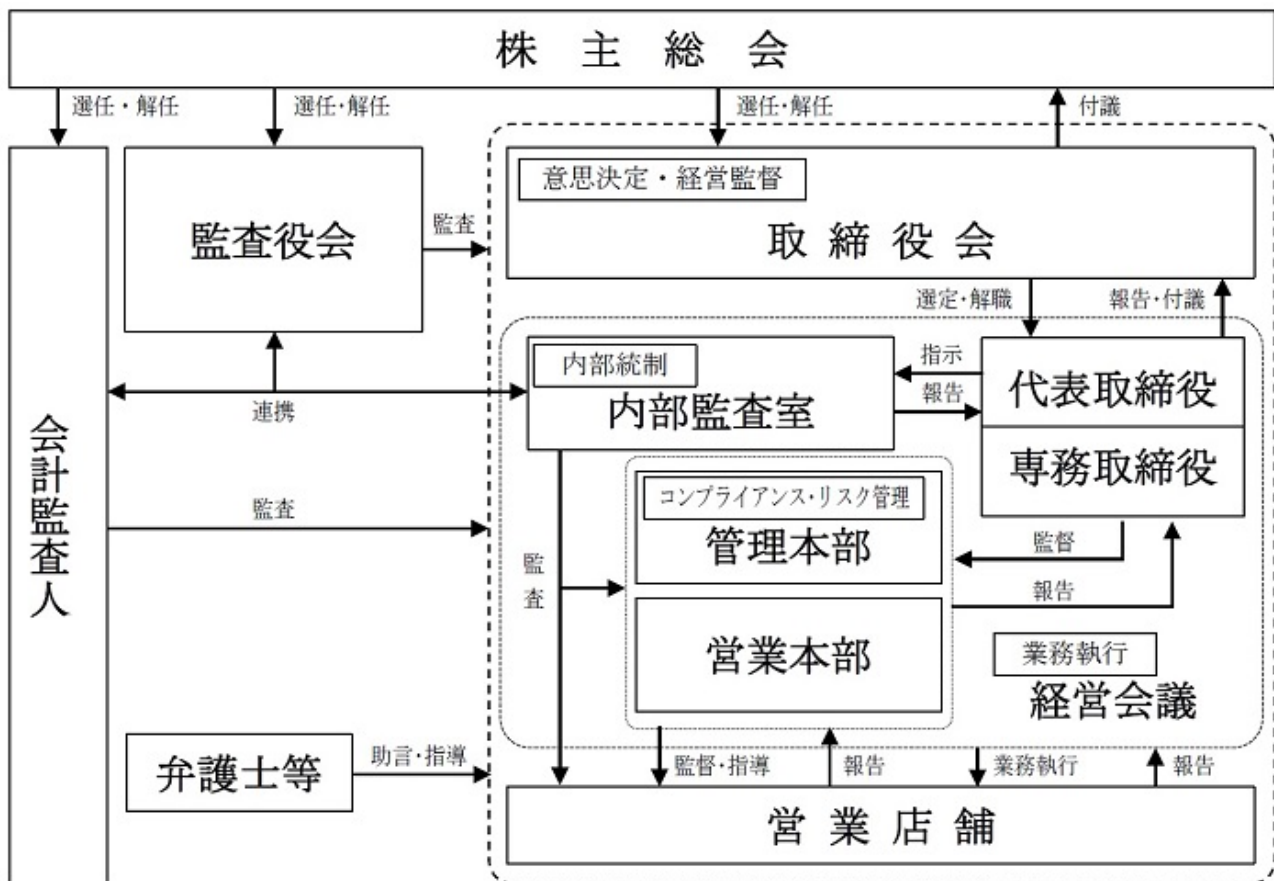 株主総会
選任・解任
選任・解任
選任・解任
付議
監査役会
監査
意思決定・経営監督
取締役会
選定・解職
報告・付議
内部統制
内部監査室
指示
報告
代表取締役
専務取締役
連携
会計監査人
監査
コンプライアンス・リスク管理
管理本部
監督
監査
報告
営業本部
業務執行
経営会議
弁護士等
助言・指導
監督・指導
報告
業務執行
報告
営業店舗